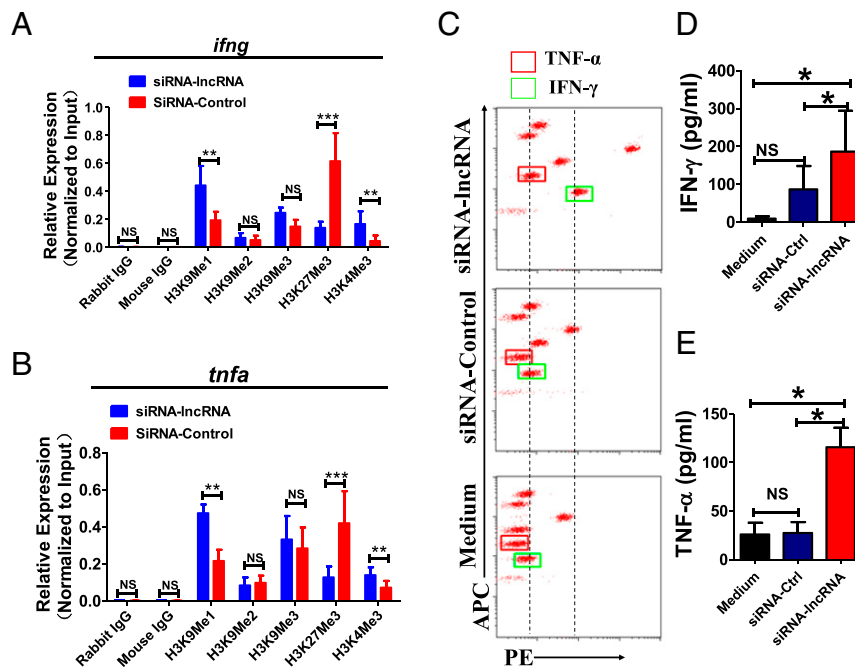 A
ifng
siRNA-lncRNA
SiRNA-Control
Relative Expression
(Normalized to Input)
1.0
0.8
0.6
0.4
0.2
0.0
NS
NS
**
NS
NS
***
**
Rabbit IgG
Mouse IgG
H3K9Me1
H3K9Me2
H3K9Me3
H3K27Me3
H3K4Me3
B
tnfa
siRNA-lncRNA
SiRNA-Control
Relative Expression
(Normalized to Input)
0.8
0.6
0.4
0.2
0.0
NS
NS
**
NS
NS
***
**
Rabbit IgG
Mouse IgG
H3K9Me1
H3K9Me2
H3K9Me3
H3K27Me3
H3K4Me3
C
TNF-α
IFN-γ
siRNA-lncRNA
siRNA-Control
Medium
APC
PE
D
IFN-γ (pg/ml)
400
300
200
100
0
*
*
NS
Medium
siRNA-Ctrl
siRNA-lncRNA
E
TNF-α (pg/ml)
150
100
50
0
*
*
NS
Medium
siRNA-Ctrl
siRNA-lncRNA